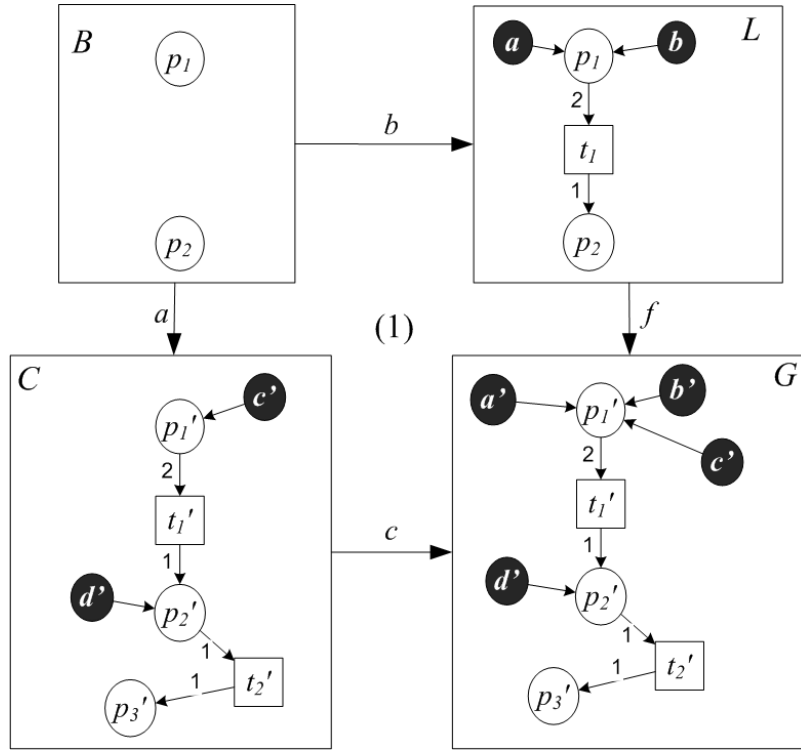 B
p₁
p₂
b
L
a
b
p₁
2
t₁
1
p₂
a
(1)
f
C
c’
p₁′
2
t₁′
1
d’
p₂′
1
t₂′
1
p₃′
c
G
a’
b’
p₁′
c’
2
t₁′
1
d’
p₂′
1
t₂′
1
p₃′